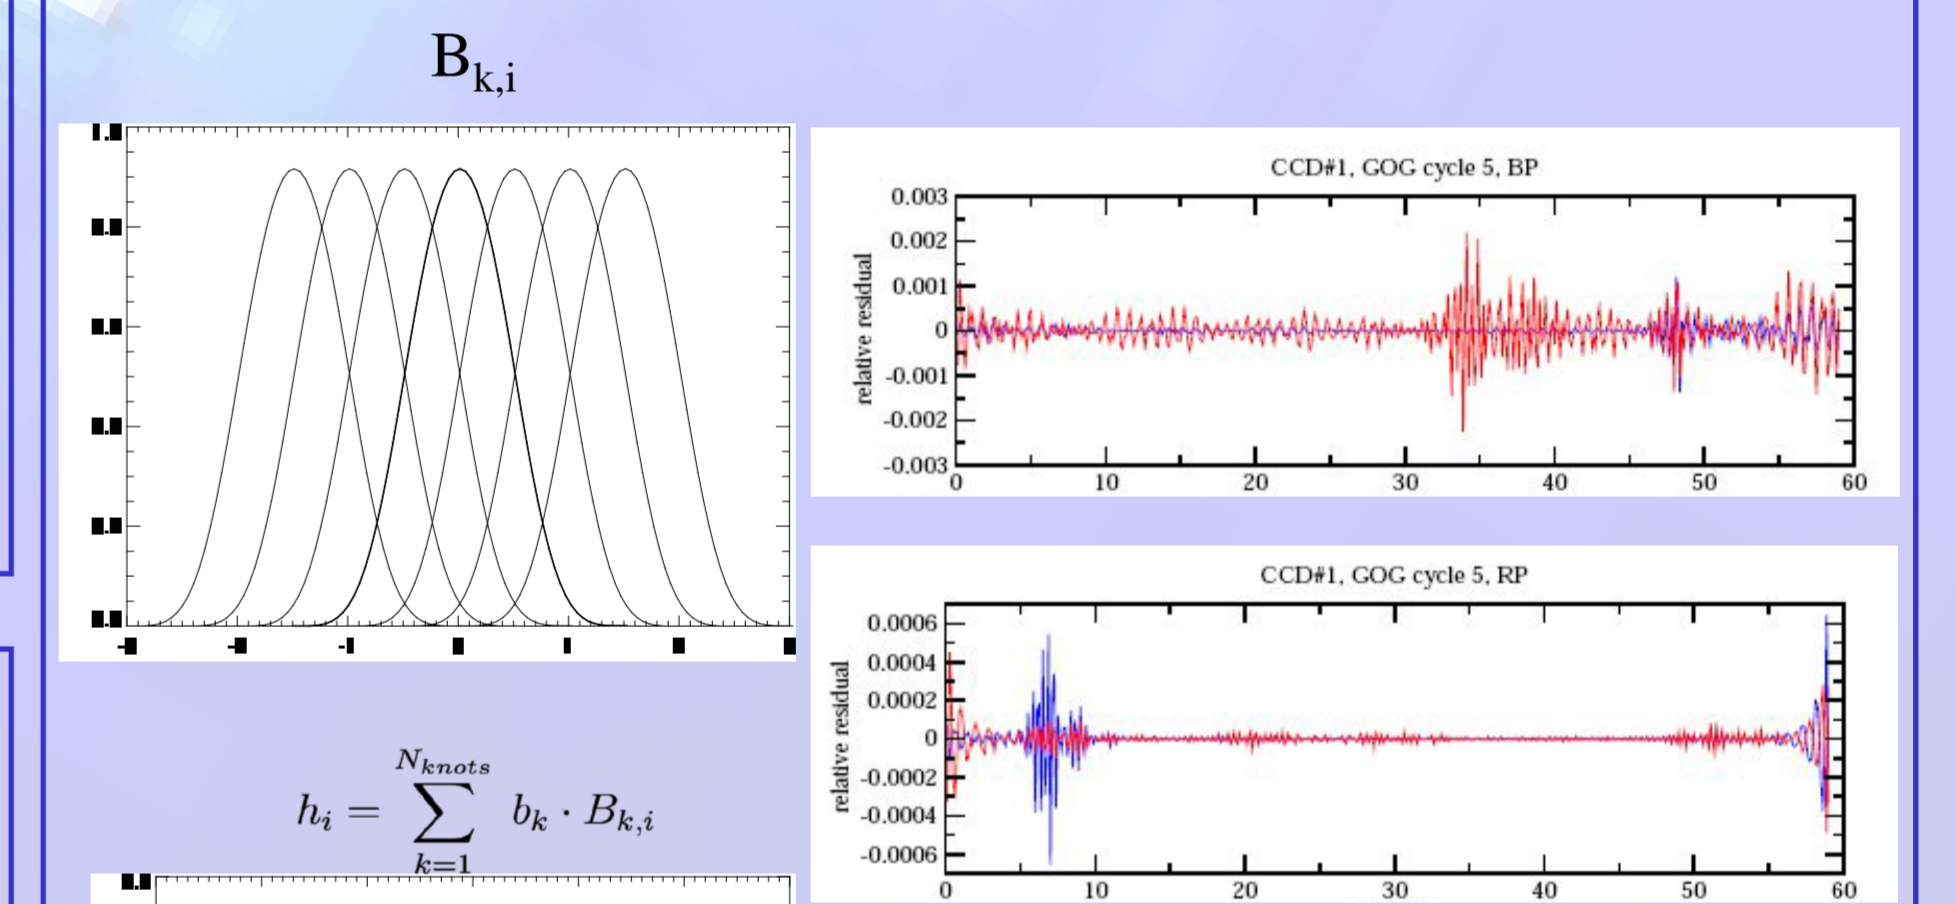 B_{k,i}
h_i = \sum_{k=1}^{N_{knots}} b_k \cdot B_{k,i}
CCD#1, GOG cycle 5, BP
relative residual
0.003
0.002
0.001
0
-0.001
-0.002
-0.003
0 10 20 30 40 50 60
CCD#1, GOG cycle 5, RP
relative residual
0.0006
0.0004
0.0002
0
-0.0002
-0.0004
-0.0006
0 10 20 30 40 50 60